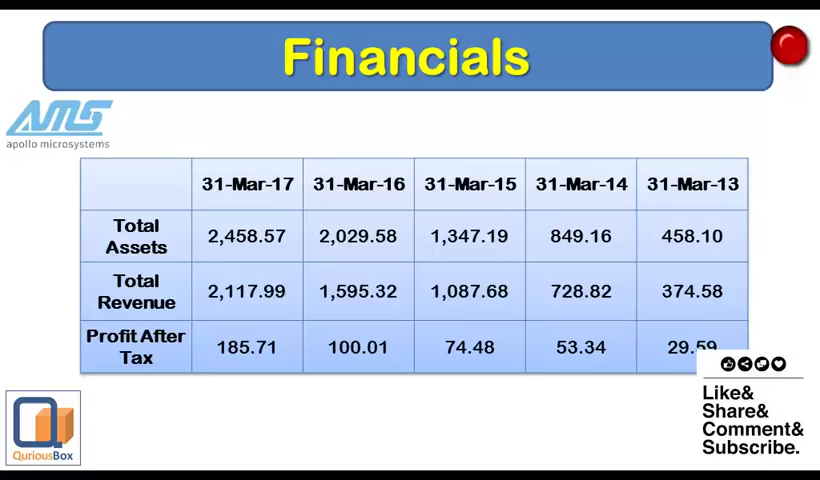 Financials
AMS
apollo microsystems
31-Mar-17 31-Mar-16 31-Mar-15 31-Mar-14 31-Mar-13
Total Assets 2,458.57 2,029.58 1,347.19 849.16 458.10
Total Revenue 2,117.99 1,595.32 1,087.68 728.82 374.58
Profit After Tax 185.71 100.01 74.48 53.34 29.59
Like&
Share&
Comment&
Subscribe.
QuriousBox